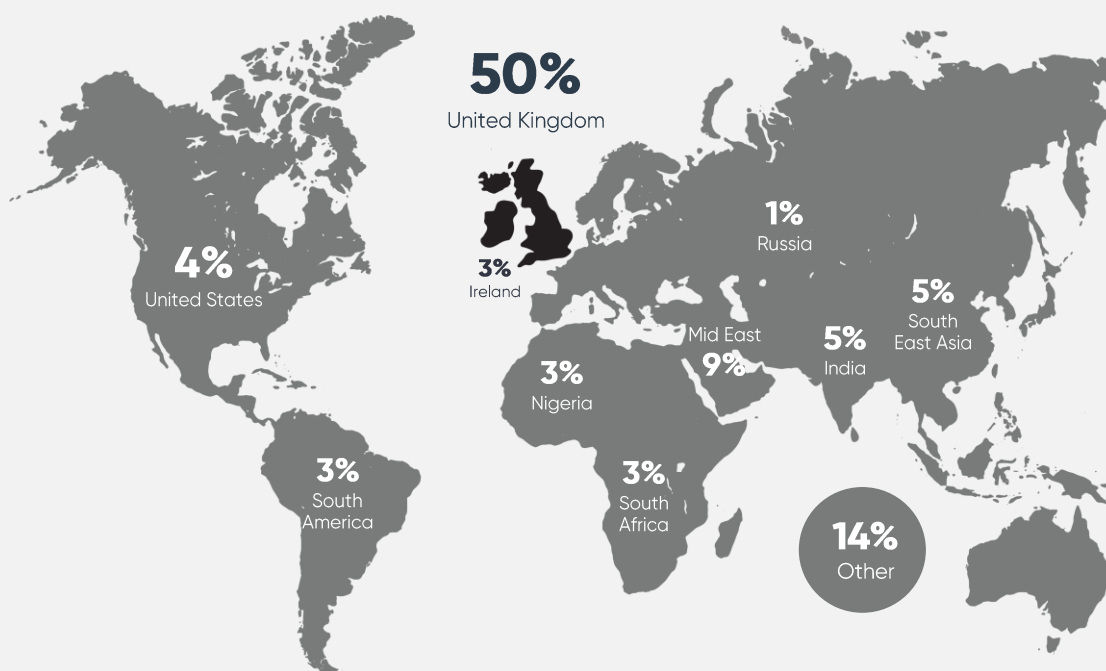 50%
United Kingdom
1%
Russia
4%
United States
3%
Ireland
5%
South
East Asia
Mid East
9%
5%
India
3%
Nigeria
3%
South
America
3%
South
Africa
14%
Other